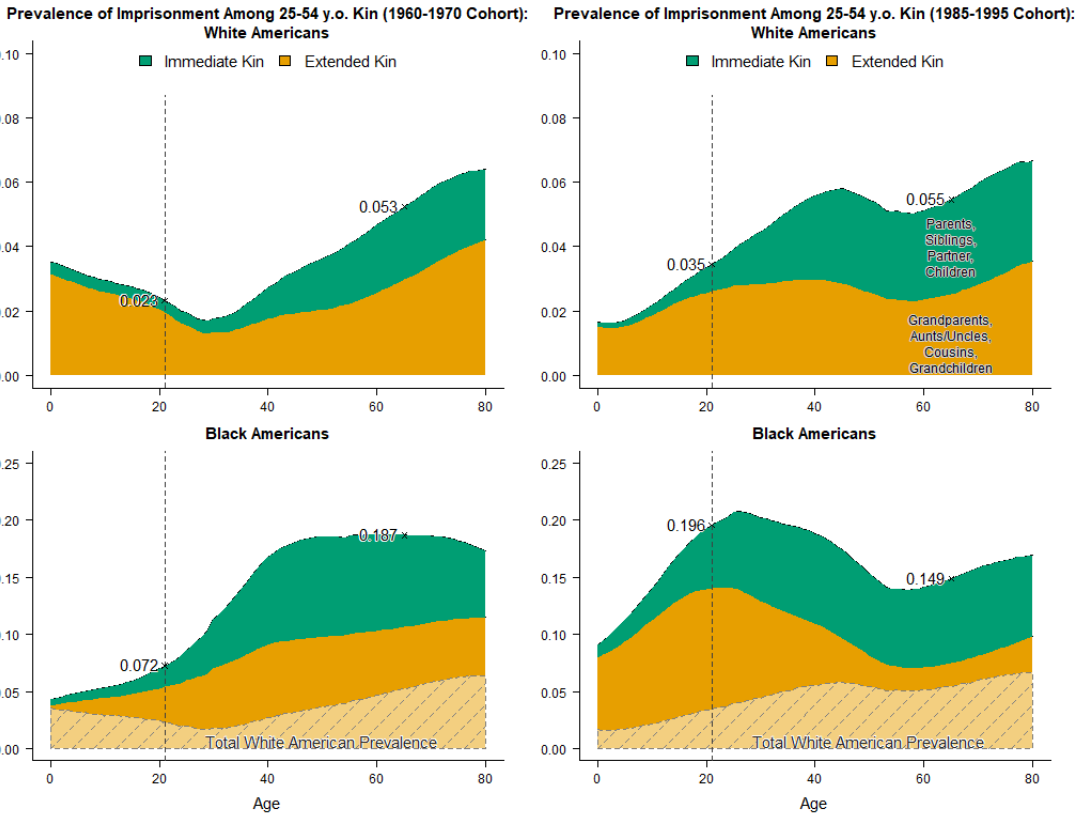 Prevalence of Imprisonment Among 25-54 y.o. Kin (1960-1970 Cohort):
White Americans
Immediate Kin Extended Kin
0.10
0.08
0.06
0.04
0.02
0.00
0.023
0.053
0 20 40 60 80
Prevalence of Imprisonment Among 25-54 y.o. Kin (1985-1995 Cohort):
White Americans
Immediate Kin Extended Kin
0.10
0.08
0.06
0.04
0.02
0.00
0.035
0.055
Parents,
Siblings,
Partner,
Children
Grandparents,
Aunts/Uncles,
Cousins,
Grandchildren
0 20 40 60 80
Black Americans
0.25
0.20
0.15
0.10
0.05
0.00
0.072
0.187
Total White American Prevalence
0 20 40 60 80
Age
Black Americans
0.25
0.20
0.15
0.10
0.05
0.00
0.196
0.149
Total White American Prevalence
0 20 40 60 80
Age